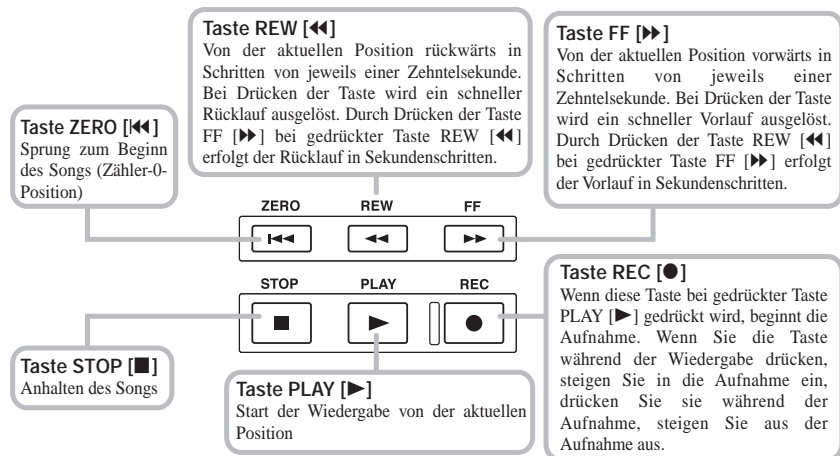 Taste REW [◀◀]
Von der aktuellen Position rückwärts in
Schritten von jeweils einer Zehntelsekunde.
Bei Drücken der Taste wird ein schneller
Rücklauf ausgelöst. Durch Drücken der Taste
FF [▶▶] bei gedrückter Taste REW [◀◀]
erfolgt der Rücklauf in Sekundenschritten.
Taste FF [▶▶]
Von der aktuellen Position vorwärts in
Schritten von jeweils einer
Zehntelsekunde. Bei Drücken der Taste
wird ein schneller Vorlauf ausgelöst.
Durch Drücken der Taste REW [◀◀]
bei gedrückter Taste FF [▶▶] erfolgt
der Vorlauf in Sekundenschritten.
Taste ZERO [I◀◀]
Sprung zum Beginn
des Songs (Zähler-0-
Position)
ZERO REW FF
STOP PLAY REC
Taste REC [●]
Wenn diese Taste bei gedrückter Taste
PLAY [▶] gedrückt wird, beginnt die
Aufnahme. Wenn Sie die Taste
während der Wiedergabe drücken,
steigen Sie in die Aufnahme ein,
drücken Sie sie während der
Aufnahme, steigen Sie aus der
Aufnahme aus.
Taste STOP [■]
Anhalten des Songs
Taste PLAY [▶]
Start der Wiedergabe von der aktuellen
Position